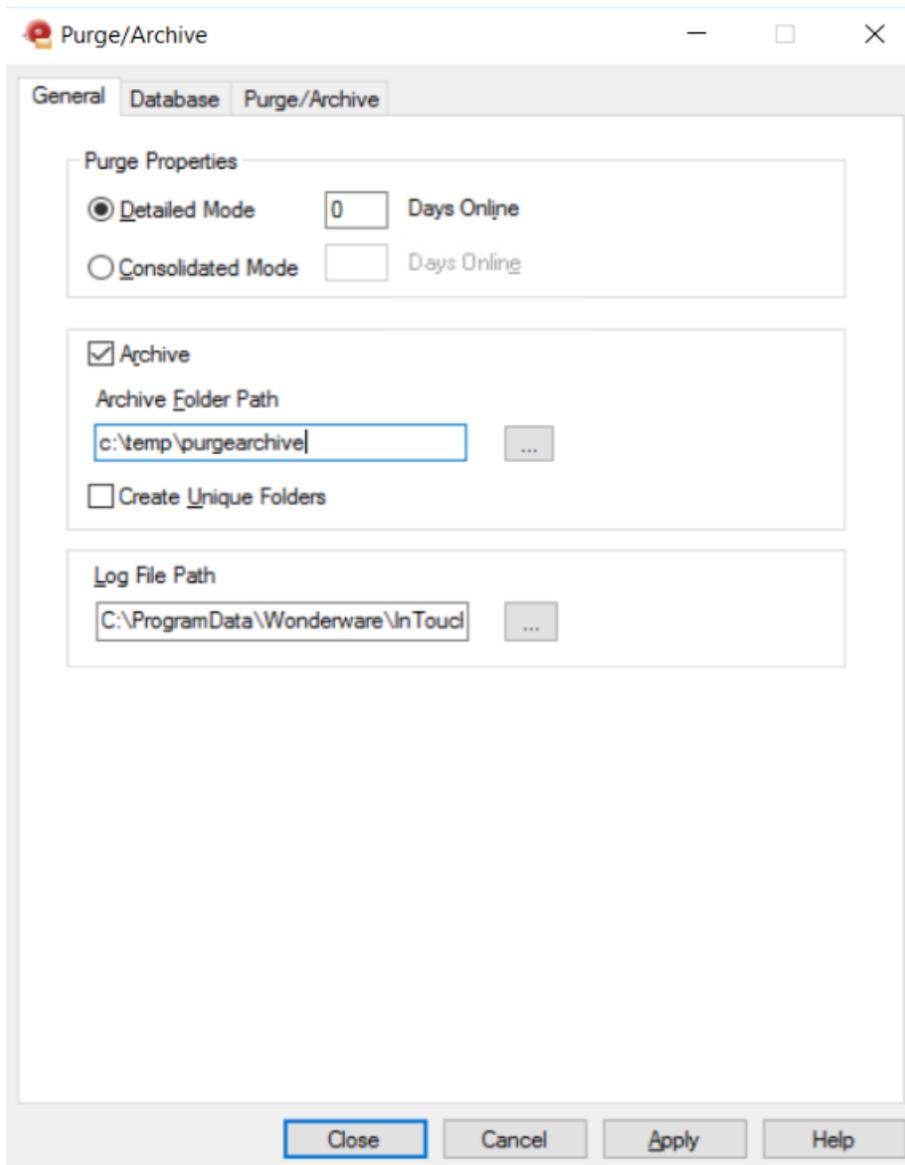 Purge/Archive
General Database Purge/Archive
Purge Properties
Detailed Mode 0 Days Online
Consolidated Mode Days Online
Archive
Archive Folder Path
c:\temp\purgearchive
...
Create Unique Folders
Log File Path
C:\ProgramData\Wonderware\InToucl
...
Close Cancel Apply Help